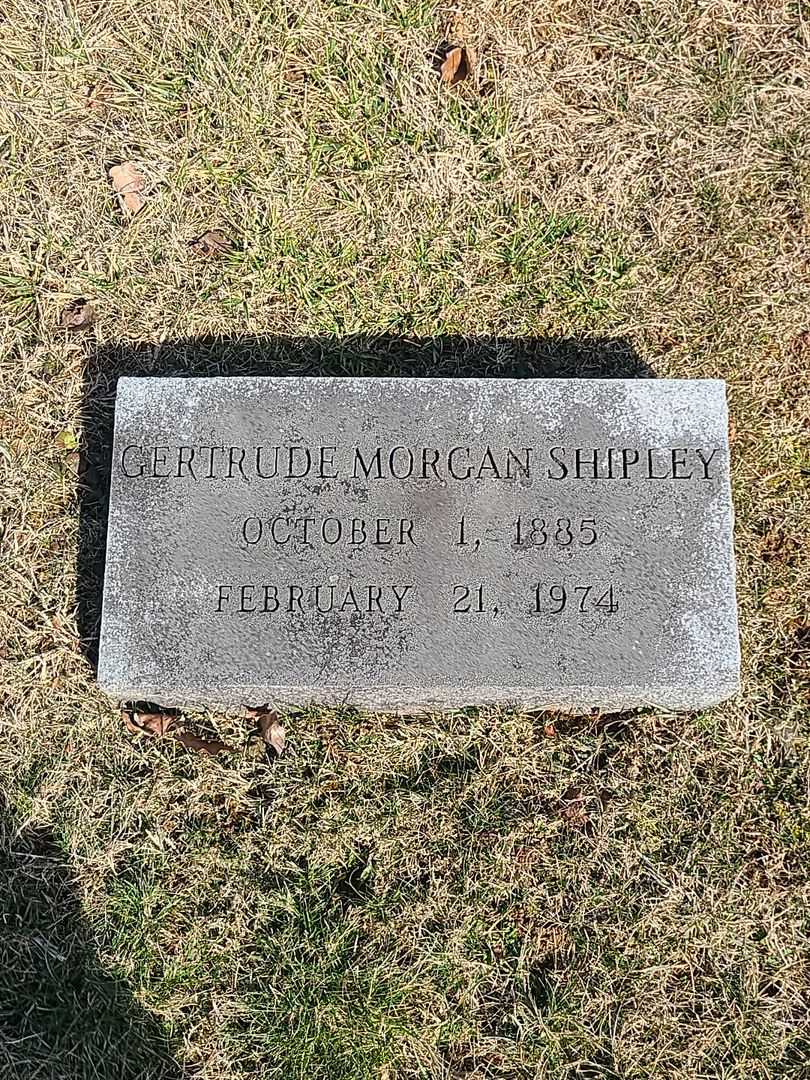 GERTRUDE MORGAN SHIPLEY
OCTOBER 1, 1885
FEBRUARY 21, 1974